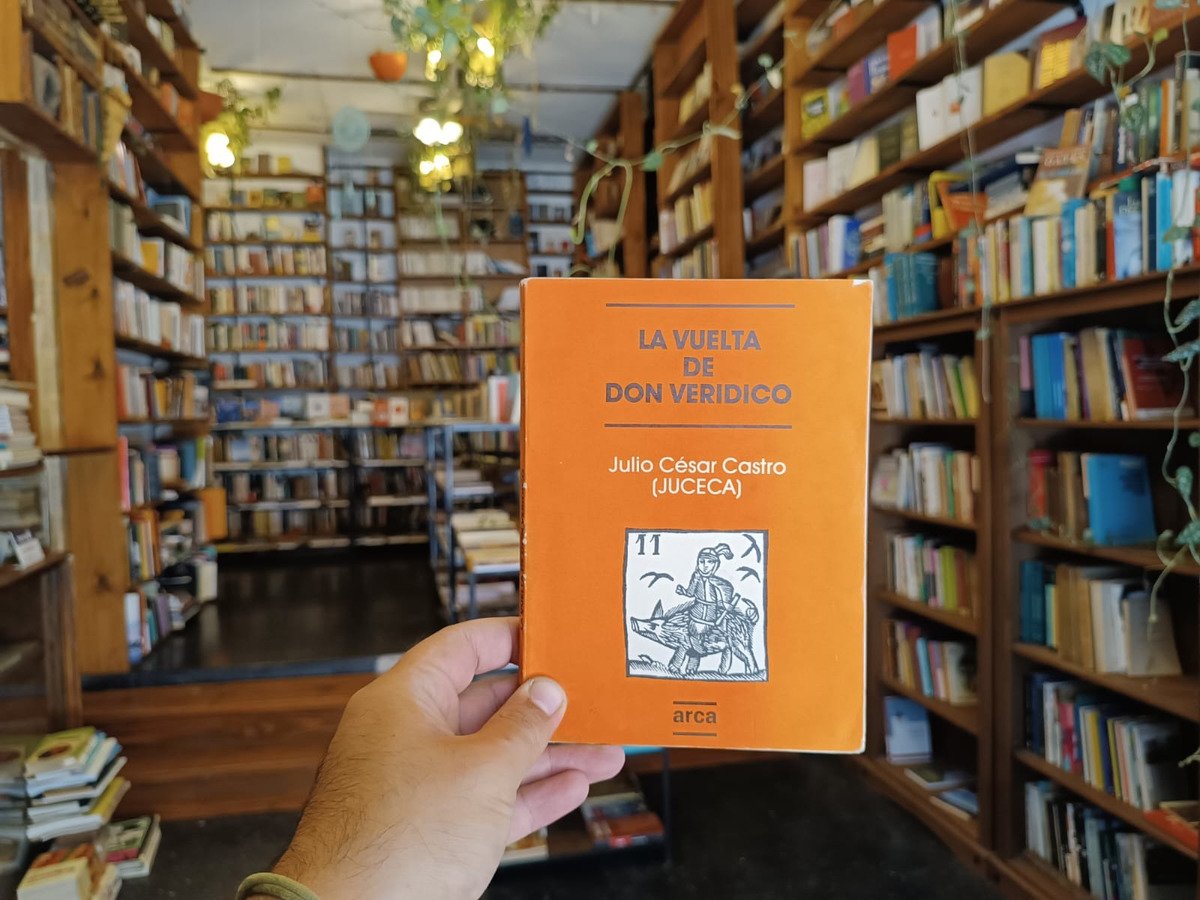 LA VUELTA
DE
DON VERIDICO
Julio César Castro
(JUCECA)
11
arca